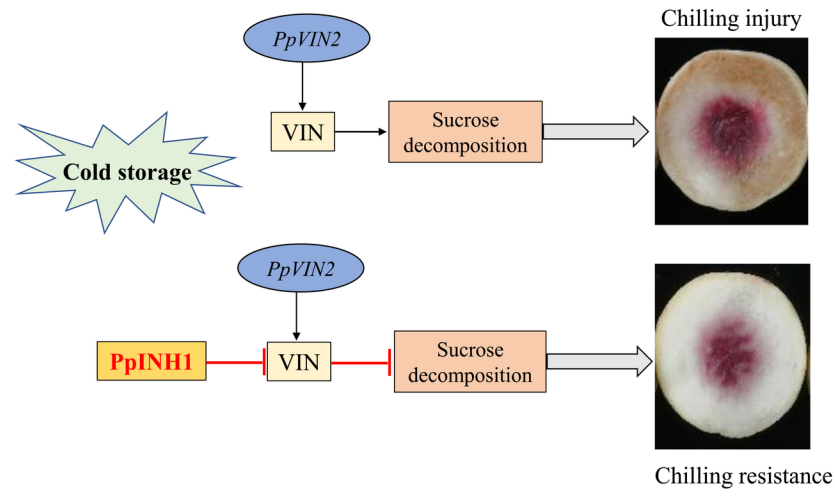 Chilling injury
PpVIN2
VIN
Sucrose
decomposition
Cold storage
PpVIN2
PpINH1
VIN
Sucrose
decomposition
Chilling resistance